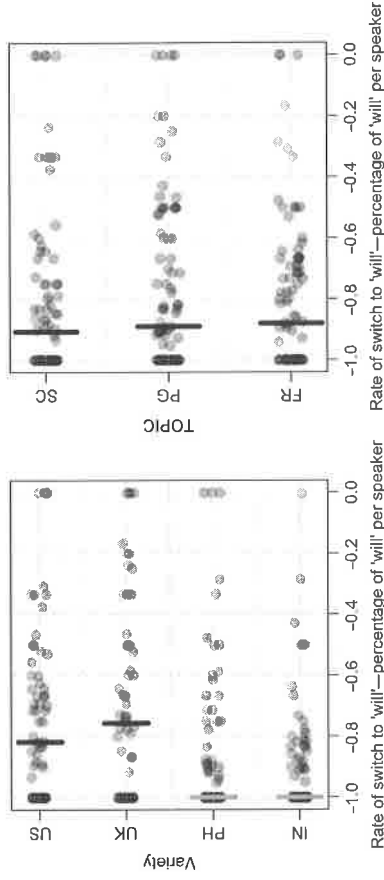 SC
PG
FR
TOPIC
−1.0 −0.8 −0.6 −0.4 −0.2 0.0
Rate of switch to 'will'—percentage of 'will' per speaker
US
UK
PH
IN
Variety
−1.0 −0.8 −0.6 −0.4 −0.2 0.0
Rate of switch to 'will'—percentage of 'will' per speaker